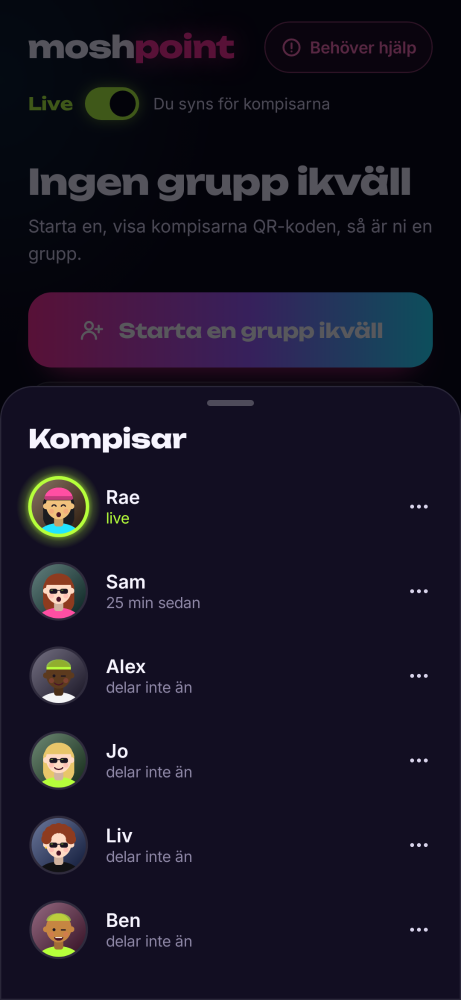 moshpoint
Behöver hjälp
Live
Du syns för kompisarna
Ingen grupp ikväll
Starta en, visa kompisarna QR-koden, så är ni en
grupp.
Starta en grupp ikväll
Kompisar
Rae
live
Sam
25 min sedan
Alex
delar inte än
Jo
delar inte än
Liv
delar inte än
Ben
delar inte än